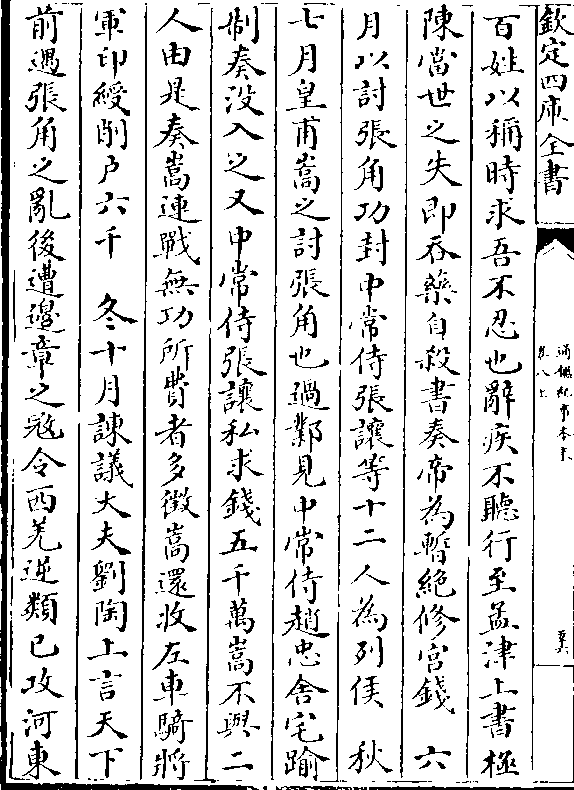 欽定四庫全書
通鑑紀事本末
卷八上
百姓以稱時求吾不忍也辭疾不聽行至孟津上書極
陳當世之失即吞藥自殺書奏帝為暫絕修宫錢　六
月以討張角功封中常侍張讓等十二人為列侯　秋
七月皇甫嵩之討張角也過鄴見中常侍趙忠舍宅踰
制奏没入之又中常侍張讓私求錢五千萬嵩不與二
人由是奏嵩連戰無功所費者多徵嵩還收左車騎將
軍印綬削户六千　冬十月諫議大夫劉陶上言天下
前遇張角之亂後遭邊章之寇今西羌逆類已攻河東